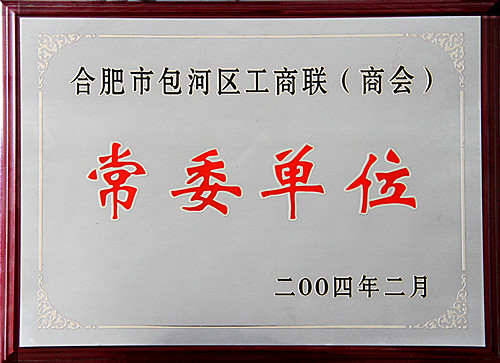 合肥市包河区工商联（商会）
常委单位
二00四年二月